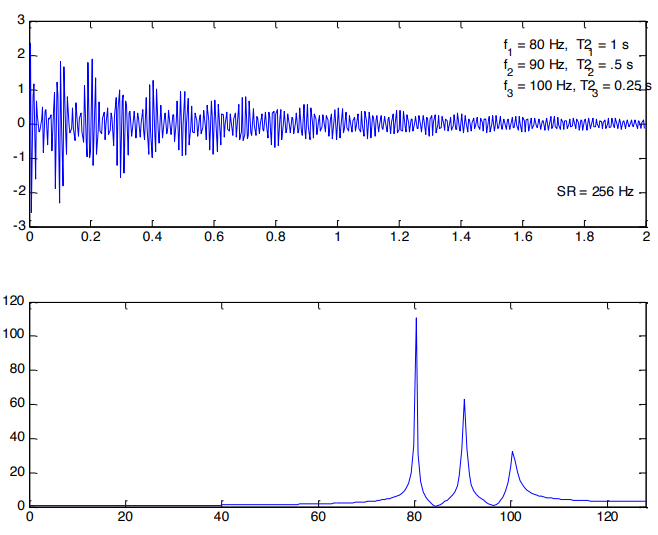 3
2
1
0
-1
-2
-3
f1 = 80 Hz, T21 = 1 s
f2 = 90 Hz, T22 = .5 s
f3 = 100 Hz, T23 = 0.25 s
SR = 256 Hz
0 0.2 0.4 0.6 0.8 1 1.2 1.4 1.6 1.8 2
120
100
80
60
40
20
0
0 20 40 60 80 100 120